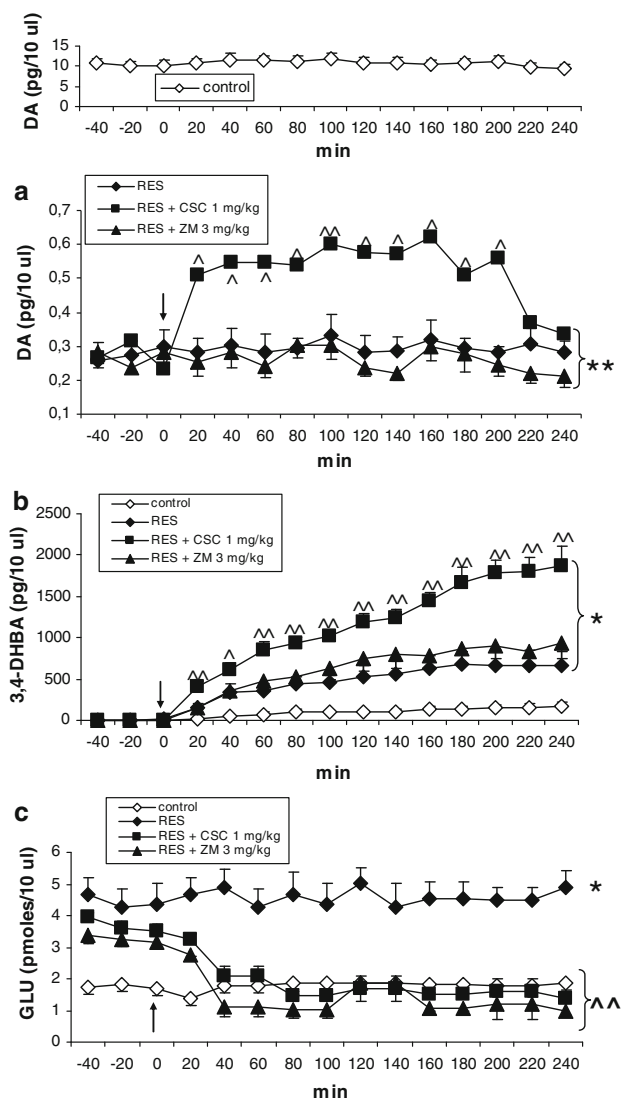 DA (pg/10 ul)
15
10
5
0
control
-40 -20 0 20 40 60 80 100 120 140 160 180 200 220 240
min
a
RES
RES + CSC 1 mg/kg
RES + ZM 3 mg/kg
DA (pg/10 ul)
0,7
0,6
0,5
0,4
0,3
0,2
0,1
^ ^ ^ ^ ^^ ^ ^ ^ ^ ^
**
-40 -20 0 20 40 60 80 100 120 140 160 180 200 220 240
min
b
control
RES
RES + CSC 1 mg/kg
RES + ZM 3 mg/kg
3,4-DHBA (pg/10 ul)
2500
2000
1500
1000
500
0
^^ ^ ^^ ^^ ^^ ^^ ^^ ^^ ^^ ^^ ^^ ^^
*
-40 -20 0 20 40 60 80 100 120 140 160 180 200 220 240
min
c
control
RES
RES + CSC 1 mg/kg
RES + ZM 3 mg/kg
GLU (pmoles/10 ul)
6
5
4
3
2
1
0
*
^^
-40 -20 0 20 40 60 80 100 120 140 160 180 200 220 240
min